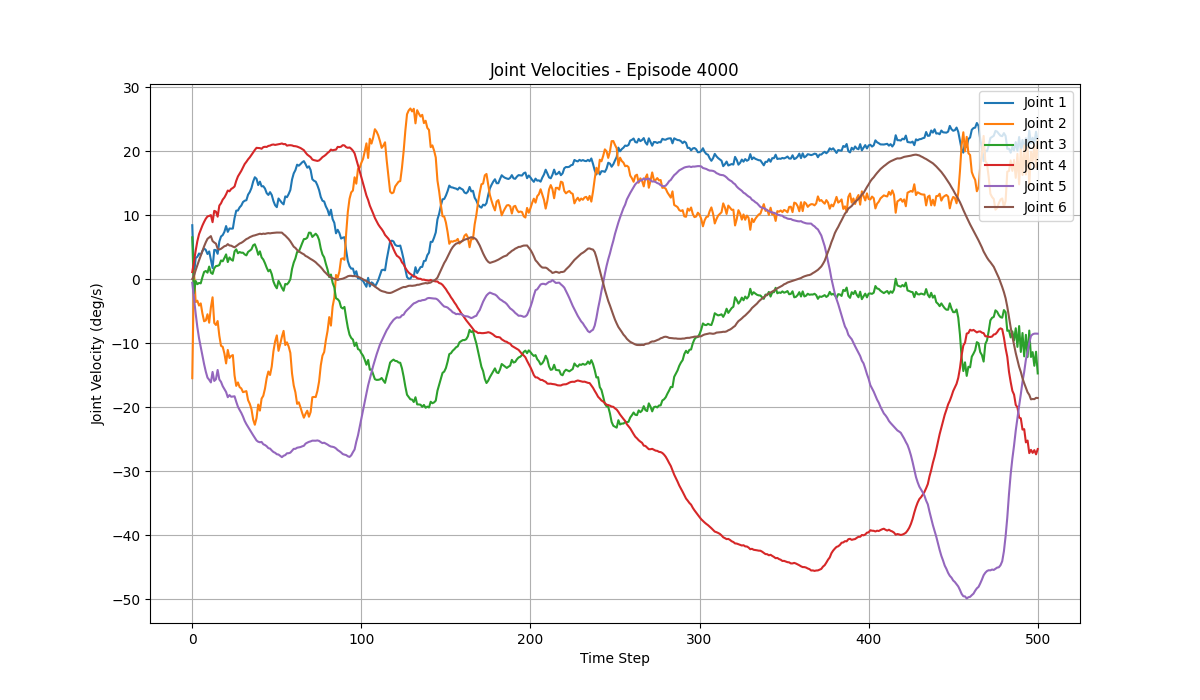 Joint Velocities - Episode 4000
Joint Velocity (deg/s)
30
20
10
0
−10
−20
−30
−40
−50
Joint 1
Joint 2
Joint 3
Joint 4
Joint 5
Joint 6
0
100
200
300
400
500
Time Step